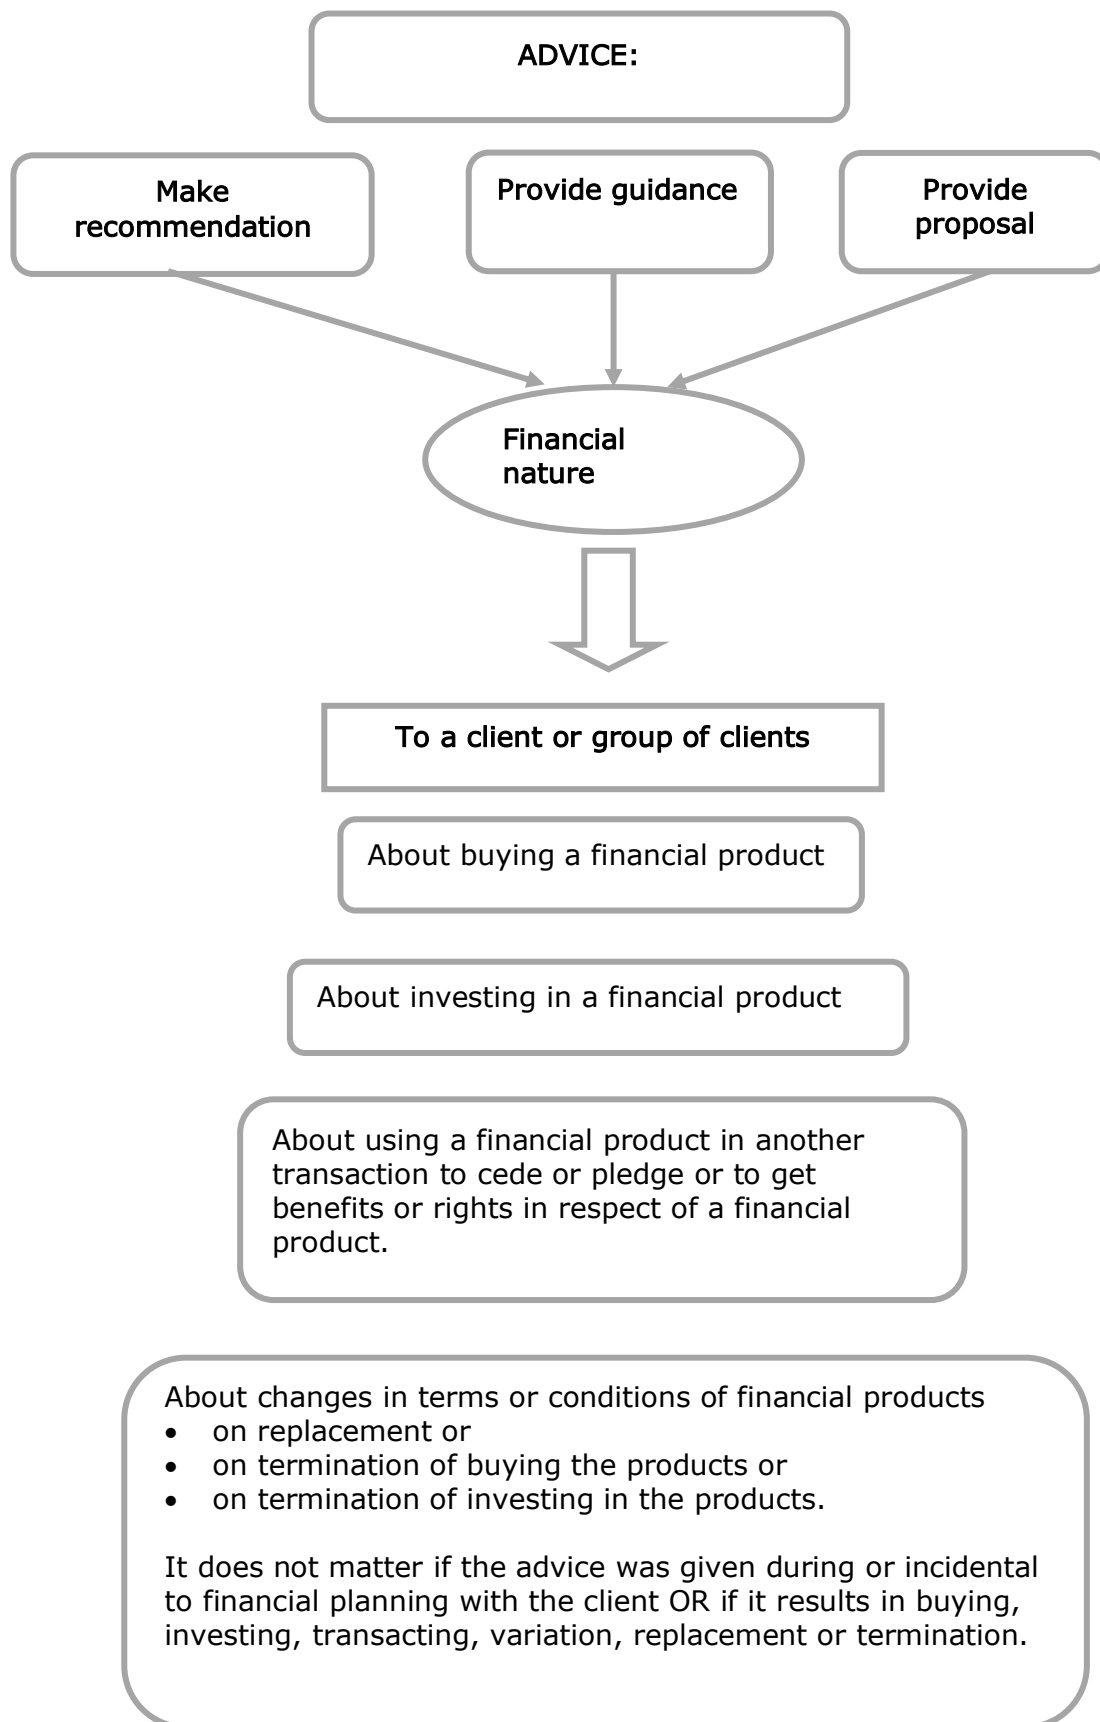 ADVICE:
Make
recommendation
Provide guidance
Provide
proposal
Financial
nature
To a client or group of clients
About buying a financial product
About investing in a financial product
About using a financial product in another
transaction to cede or pledge or to get
benefits or rights in respect of a financial
product.
About changes in terms or conditions of financial products
• on replacement or
• on termination of buying the products or
• on termination of investing in the products.
It does not matter if the advice was given during or incidental
to financial planning with the client OR if it results in buying,
investing, transacting, variation, replacement or termination.